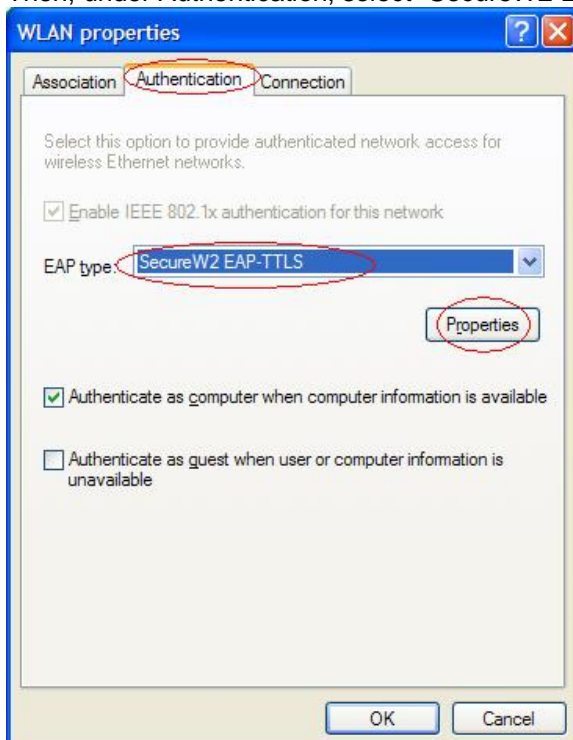 WLAN properties
Association Authentication Connection
Select this option to provide authenticated network access for
wireless Ethernet networks.
Enable IEEE 802.1x authentication for this network
EAP type: SecureW2 EAP-TTLS
Properties
Authenticate as computer when computer information is available
Authenticate as guest when user or computer information is
unavailable
OK Cancel